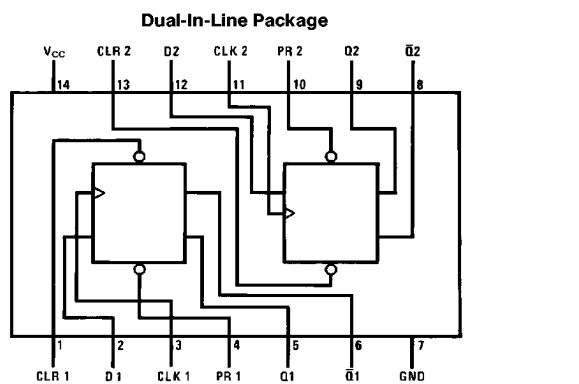 Dual-In-Line Package
VCC CLR 2 D2 CLK 2 PR 2 Q2 Q̅2
14 13 12 11 10 9 8
1 2 3 4 5 6 7
CLR 1 D1 CLK 1 PR 1 Q1 Q̅1 GND